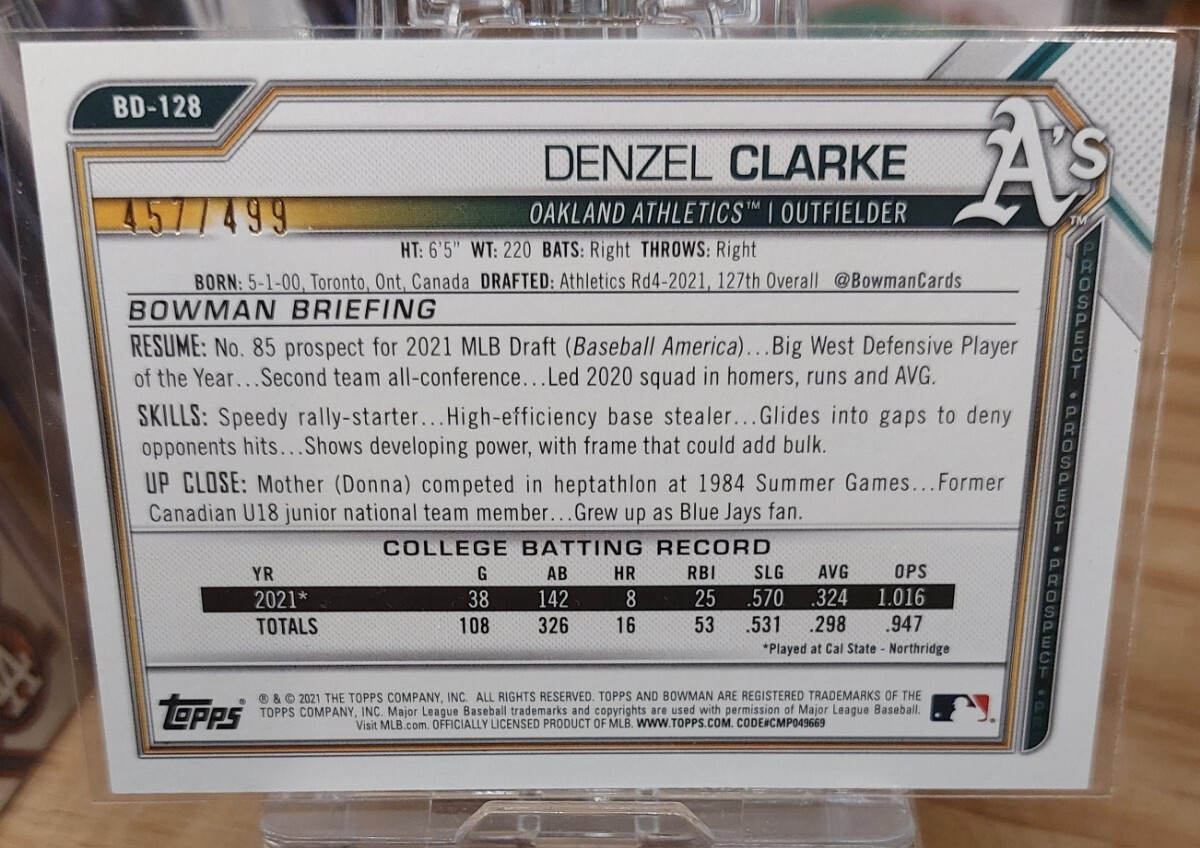 BD-128
DENZEL CLARKE
A's™
457/499
OAKLAND ATHLETICS™ | OUTFIELDER
HT: 6'5" WT: 220 BATS: Right THROWS: Right
BORN: 5-1-00, Toronto, Ont, Canada DRAFTED: Athletics Rd4-2021, 127th Overall @BowmanCards
BOWMAN BRIEFING
RESUME: No. 85 prospect for 2021 MLB Draft (Baseball America)...Big West Defensive Player
of the Year...Second team all-conference...Led 2020 squad in homers, runs and AVG.
SKILLS: Speedy rally-starter...High-efficiency base stealer...Glides into gaps to deny
opponents hits...Shows developing power, with frame that could add bulk.
UP CLOSE: Mother (Donna) competed in heptathlon at 1984 Summer Games...Former
Canadian U18 junior national team member...Grew up as Blue Jays fan.
COLLEGE BATTING RECORD
YR G AB HR RBI SLG AVG OPS
2021* 38 142 8 25 .570 .324 1.016
TOTALS 108 326 16 53 .531 .298 .947
*Played at Cal State - Northridge
PROSPECT • PROSPECT • PROSPECT • PR
TOPPS
® & © 2021 THE TOPPS COMPANY, INC. ALL RIGHTS RESERVED. TOPPS AND BOWMAN ARE REGISTERED TRADEMARKS OF THE
TOPPS COMPANY, INC. Major League Baseball trademarks and copyrights are used with permission of Major League Baseball.
Visit MLB.com. OFFICIALLY LICENSED PRODUCT OF MLB. WWW.TOPPS.COM. CODE#CMP049669